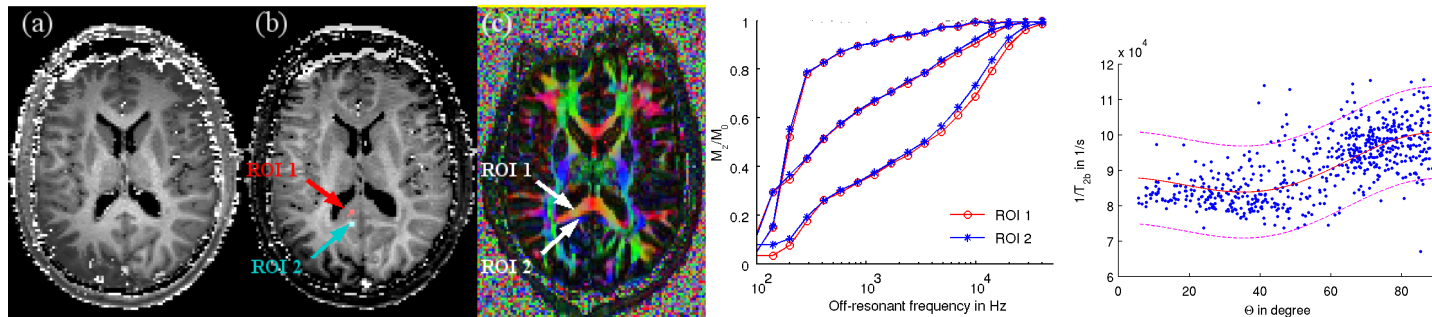 (a)
(b)
(c)
ROI 1
ROI 2
ROI 1
ROI 2
1
0.8
0.6
0.4
0.2
0
M_z/M_0
10^2
10^3
10^4
Off-resonant frequency in Hz
ROI 1
ROI 2
x 10^4
12
11
10
9
8
7
6
1/T_2b in 1/s
0
20
40
60
80
Θ in degree